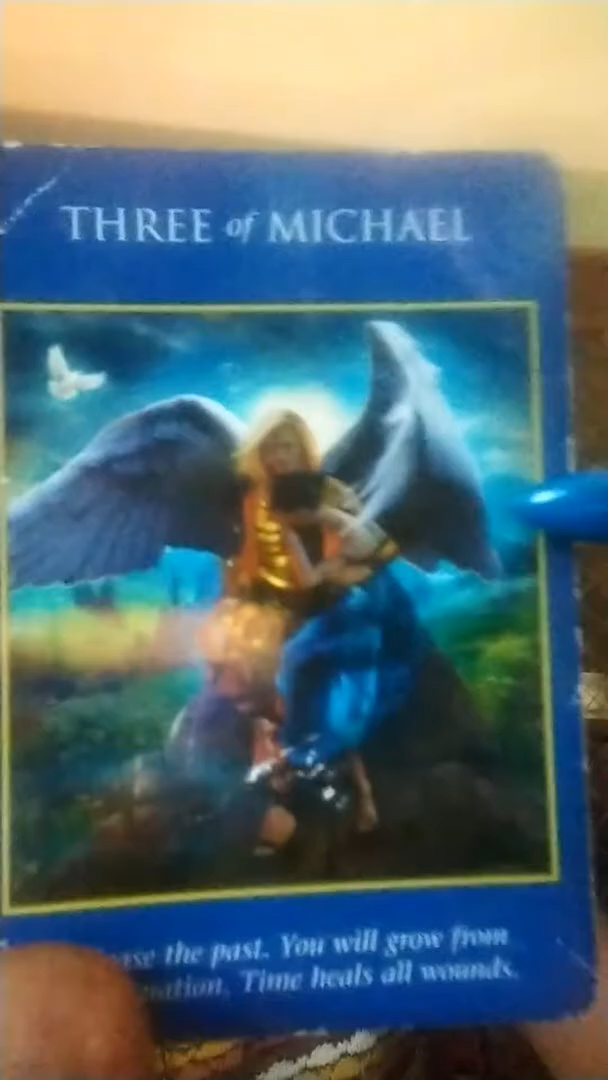 THREE of MICHAEL
the past. You will grow from
Time heals all wounds.